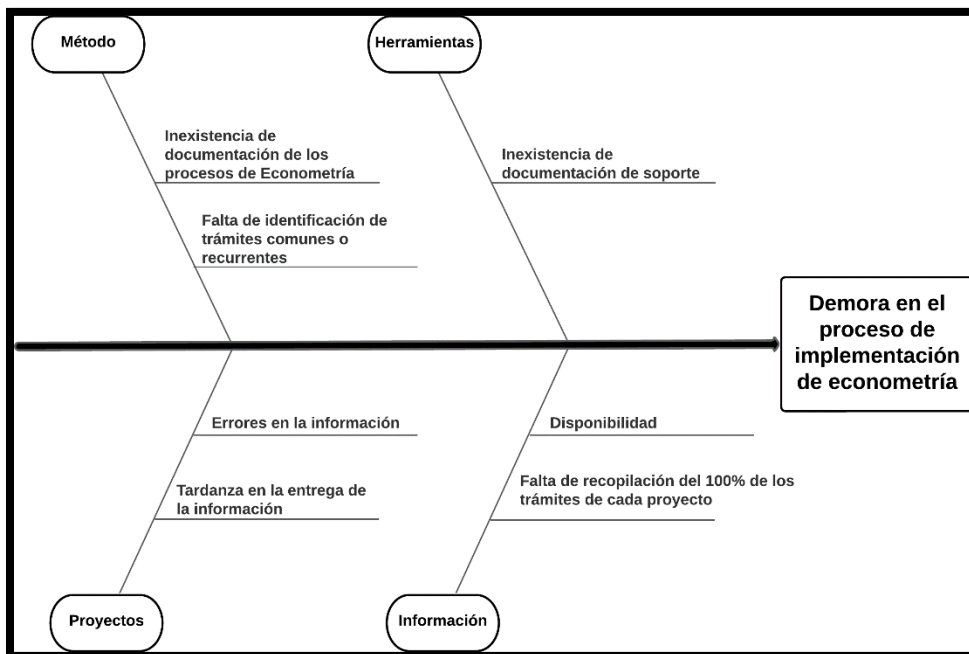 Método
Herramientas
Inexistencia de
documentación de los
procesos de Econometría
Inexistencia de
documentación de soporte
Falta de identificación de
trámites comunes o
recurrentes
Demora en el
proceso de
implementación
de econometría
Errores en la información
Disponibilidad
Tardanza en la entrega de
la información
Falta de recopilación del 100% de los
trámites de cada proyecto
Proyectos
Información